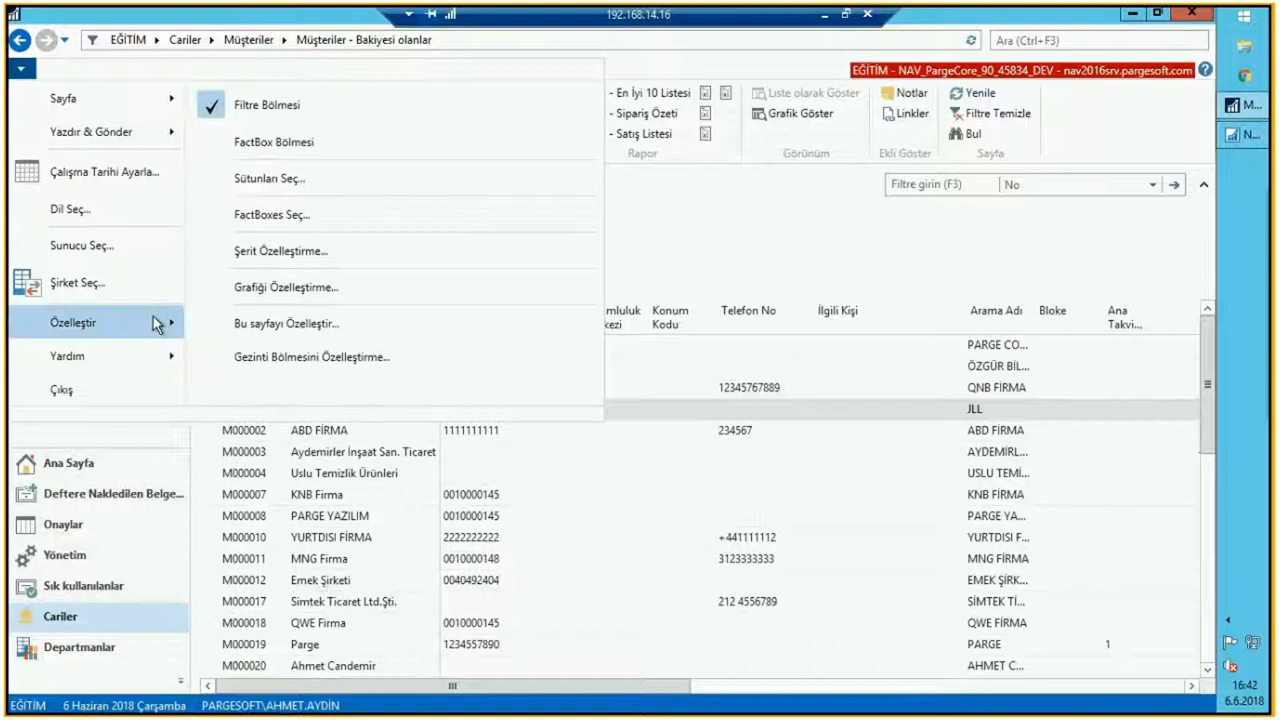 192.168.14.16
EĞİTİM ▸ Cariler ▸ Müşteriler ▸ Müşteriler - Bakiyesi olanlar
Ara (Ctrl+F3)
EĞİTİM - NAV_PargeCore_90_45834_DEV - nav2016srv.pargesoft.com
Sayfa
Yazdır & Gönder
Çalışma Tarihi Ayarla...
Dil Seç...
Sunucu Seç...
Şirket Seç...
Özelleştir
Yardım
Çıkış
Filtre Bölmesi
FactBox Bölmesi
Sütunları Seç...
FactBoxes Seç...
Şerit Özelleştirme...
Grafiği Özelleştirme...
Bu sayfayı Özelleştir...
Gezinti Bölmesini Özelleştirme...
- En İyi 10 Listesi
- Sipariş Özeti
- Satış Listesi
Rapor
Liste olarak Göster
Grafik Göster
Görünüm
Notlar
Linkler
Ekli Göster
Yenile
Filtre Temizle
Bul
Sayfa
M...
N...
Filtre girin (F3) No
mluluk Konum Telefon No İlgili Kişi Arama Adı Bloke Ana
kezi Kodu Takvi...
PARGE CO...
ÖZGÜR BİL...
12345767889 QNB FİRMA
JLL
M000002 ABD FİRMA 1111111111 234567 ABD FİRMA
M000003 Aydemirler İnşaat San. Ticaret AYDEMİRL...
M000004 Uslu Temizlik Ürünleri USLU TEMİ...
M000007 KNB Firma 0010000145 KNB FİRMA
M000008 PARGE YAZILIM 0010000145 PARGE YA...
M000010 YURTDISI FİRMA 2222222222 +441111112 YURTDISI F...
M000011 MNG Firma 0010000148 3123333333 MNG FİRMA
M000012 Emek Şirketi 0040492404 EMEK ŞİRK...
M000017 Simtek Ticaret Ltd.Şti. 212 4556789 SİMTEK Tİ...
M000018 QWE Firma 0010000145 QWE FİRMA
M000019 Parge 1234557890 PARGE 1
M000020 Ahmet Candemir AHMET C...
Ana Sayfa
Deftere Nakledilen Belge...
Onaylar
Yönetim
Sık kullanılanlar
Cariler
Departmanlar
EĞİTİM 6 Haziran 2018 Çarşamba PARGESOFT\AHMET.AYDIN
16:42
6.6.2018